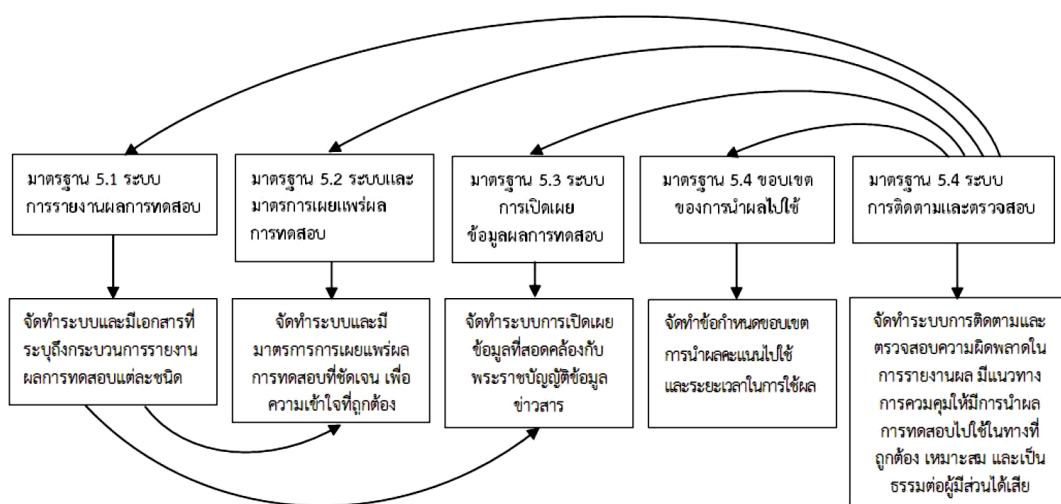 มาตรฐาน 5.1 ระบบ
การรายงานผลการทดสอบ
มาตรฐาน 5.2 ระบบและ
มาตรการเผยแพร่ผล
การทดสอบ
มาตรฐาน 5.3 ระบบ
การเปิดเผย
ข้อมูลผลการทดสอบ
มาตรฐาน 5.4 ขอบเขต
ของการนำผลไปใช้
มาตรฐาน 5.4 ระบบ
การติดตามและตรวจสอบ
จัดทำระบบและมีเอกสารที่
ระบุถึงกระบวนการรายงาน
ผลการทดสอบแต่ละชนิด
จัดทำระบบและมี
มาตรการการเผยแพร่ผล
การทดสอบที่ชัดเจน เพื่อ
ความเข้าใจที่ถูกต้อง
จัดทำระบบการเปิดเผย
ข้อมูลที่สอดคล้องกับ
พระราชบัญญัติข้อมูล
ข่าวสาร
จัดทำข้อกำหนดขอบเขต
การนำผลคะแนนไปใช้
และระยะเวลาในการใช้ผล
จัดทำระบบการติดตามและ
ตรวจสอบความผิดพลาดใน
การรายงานผล มีแนวทาง
การควมคุมให้มีการนำผล
การทดสอบไปใช้ในทางที่
ถูกต้อง เหมาะสม และเป็น
ธรรมต่อผู้มีส่วนได้เสีย